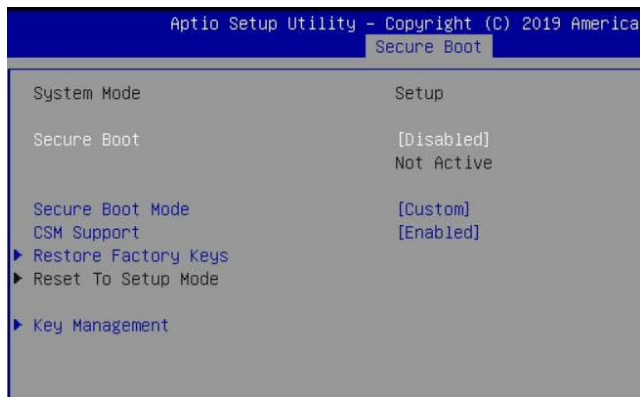 Aptio Setup Utility – Copyright (C) 2019 America
Secure Boot
System Mode Setup
Secure Boot [Disabled]
Not Active
Secure Boot Mode [Custom]
CSM Support [Enabled]
Restore Factory Keys
Reset To Setup Mode
Key Management